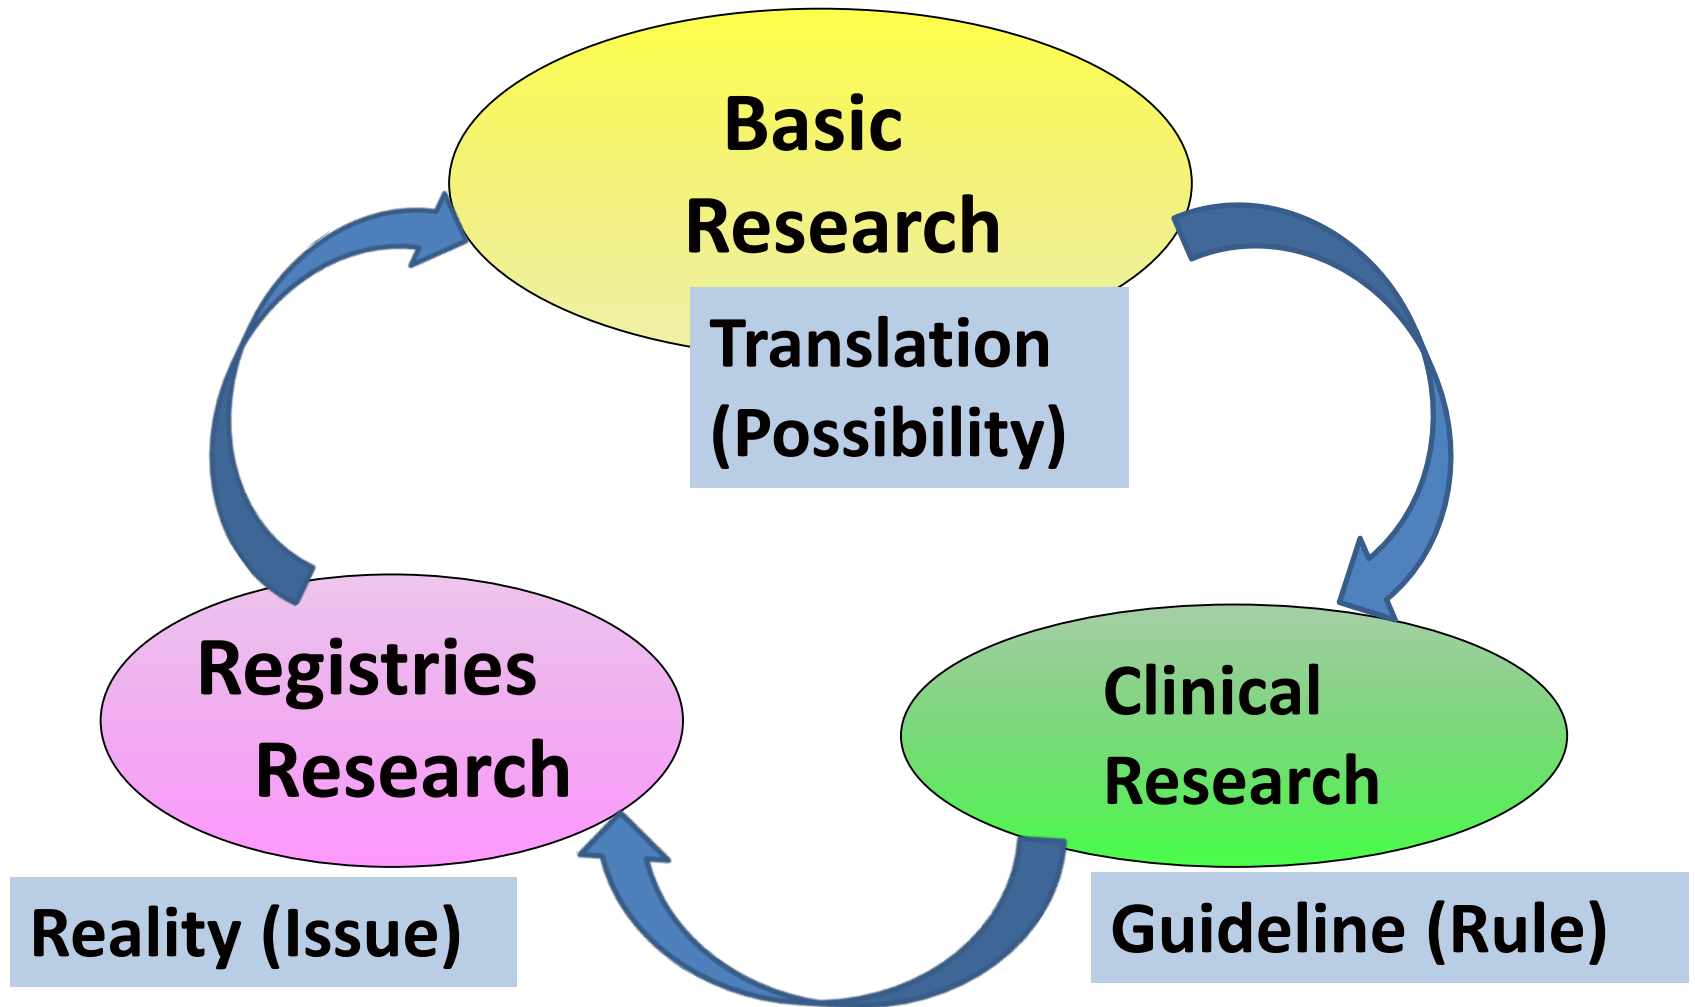 Basic
Research
Translation
(Possibility)
Registries
Research
Clinical
Research
Reality (Issue)
Guideline (Rule)